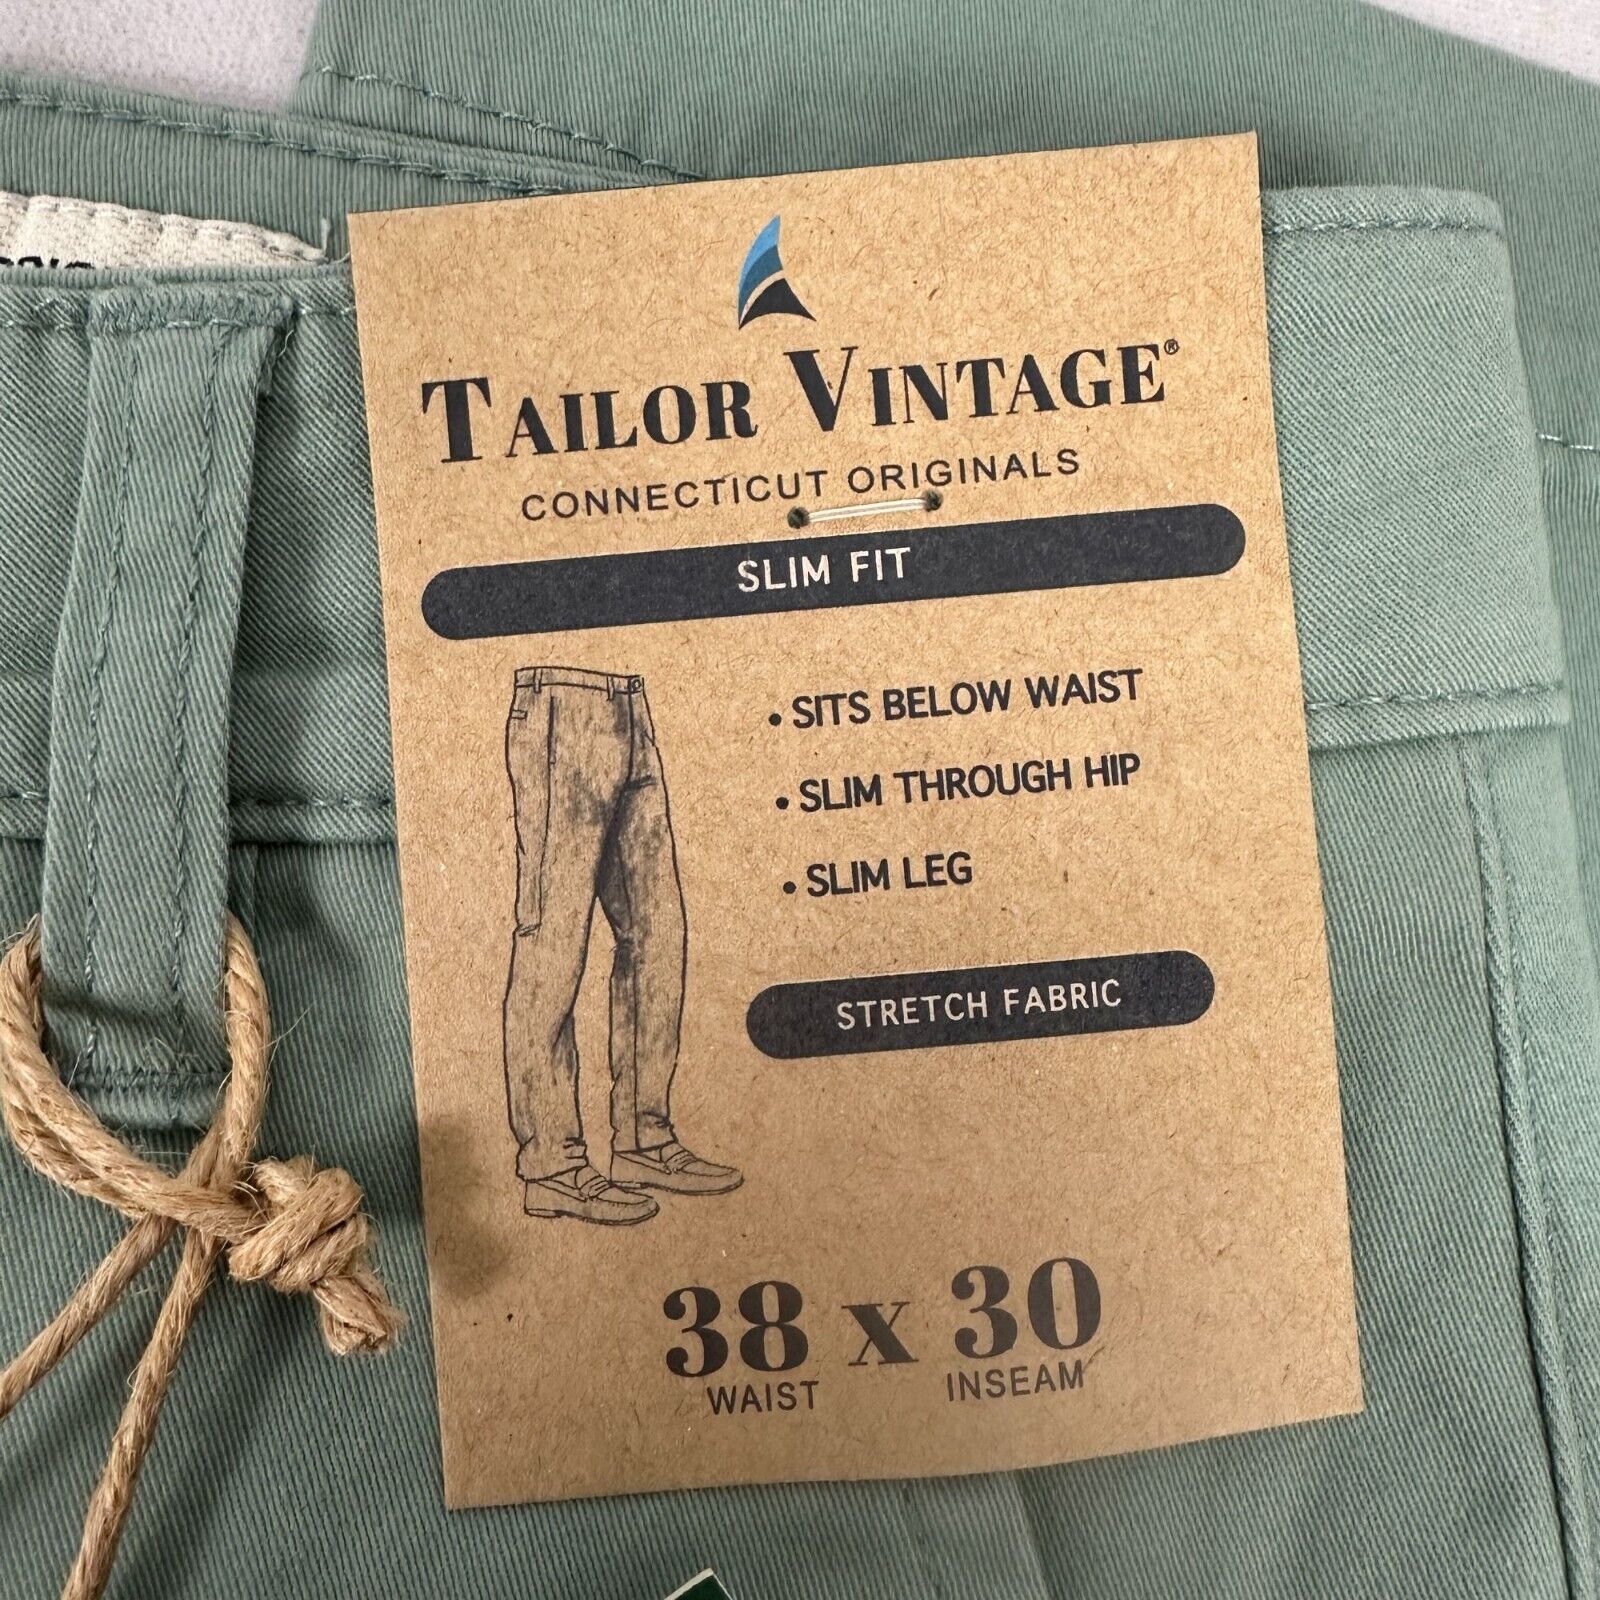 TAILOR VINTAGE®
CONNECTICUT ORIGINALS
SLIM FIT
• SITS BELOW WAIST
• SLIM THROUGH HIP
• SLIM LEG
STRETCH FABRIC
38 x 30
WAIST INSEAM